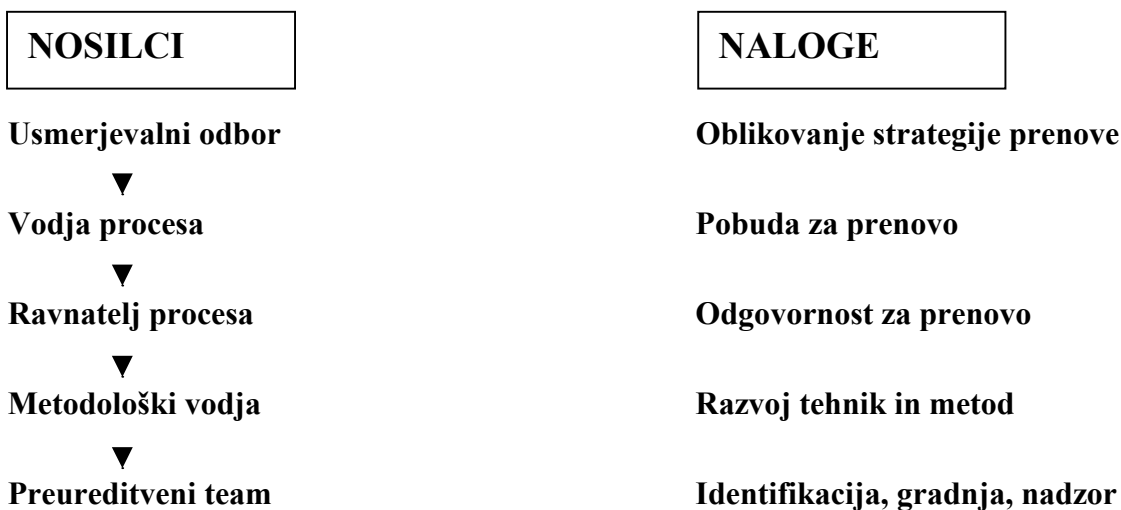 NOSILCI NALOGE
Usmerjevalni odbor Oblikovanje strategije prenove
Vodja procesa Pobuda za prenovo
Ravnatelj procesa Odgovornost za prenovo
Metodološki vodja Razvoj tehnik in metod
Preureditveni team Identifikacija, gradnja, nadzor